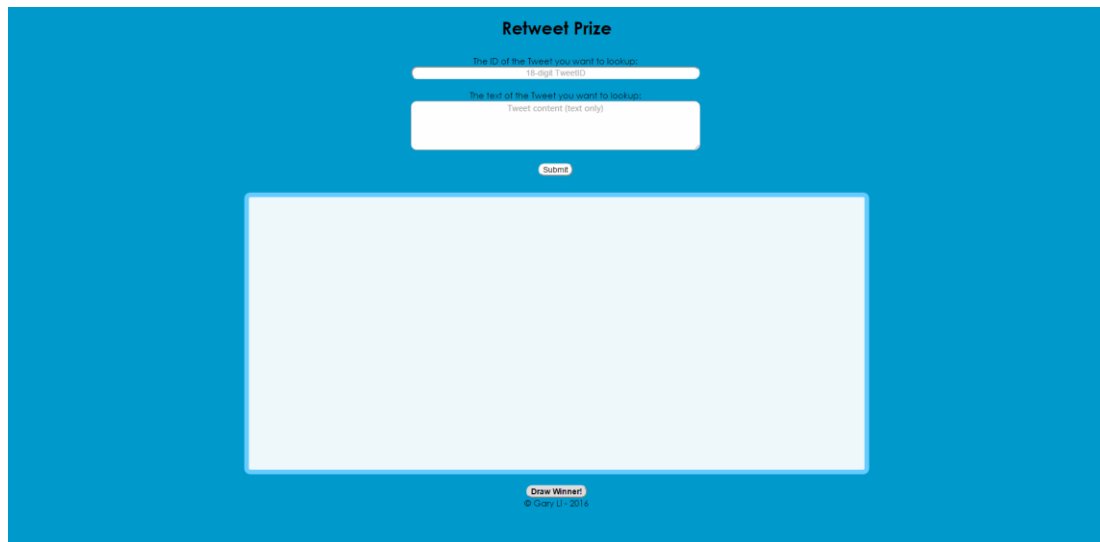 Retweet Prize
The ID of the Tweet you want to lookup:
18-digit TweetID
The text of the Tweet you want to lookup:
Tweet content (text only)
Submit
Draw Winner!
© Gary Li - 2016